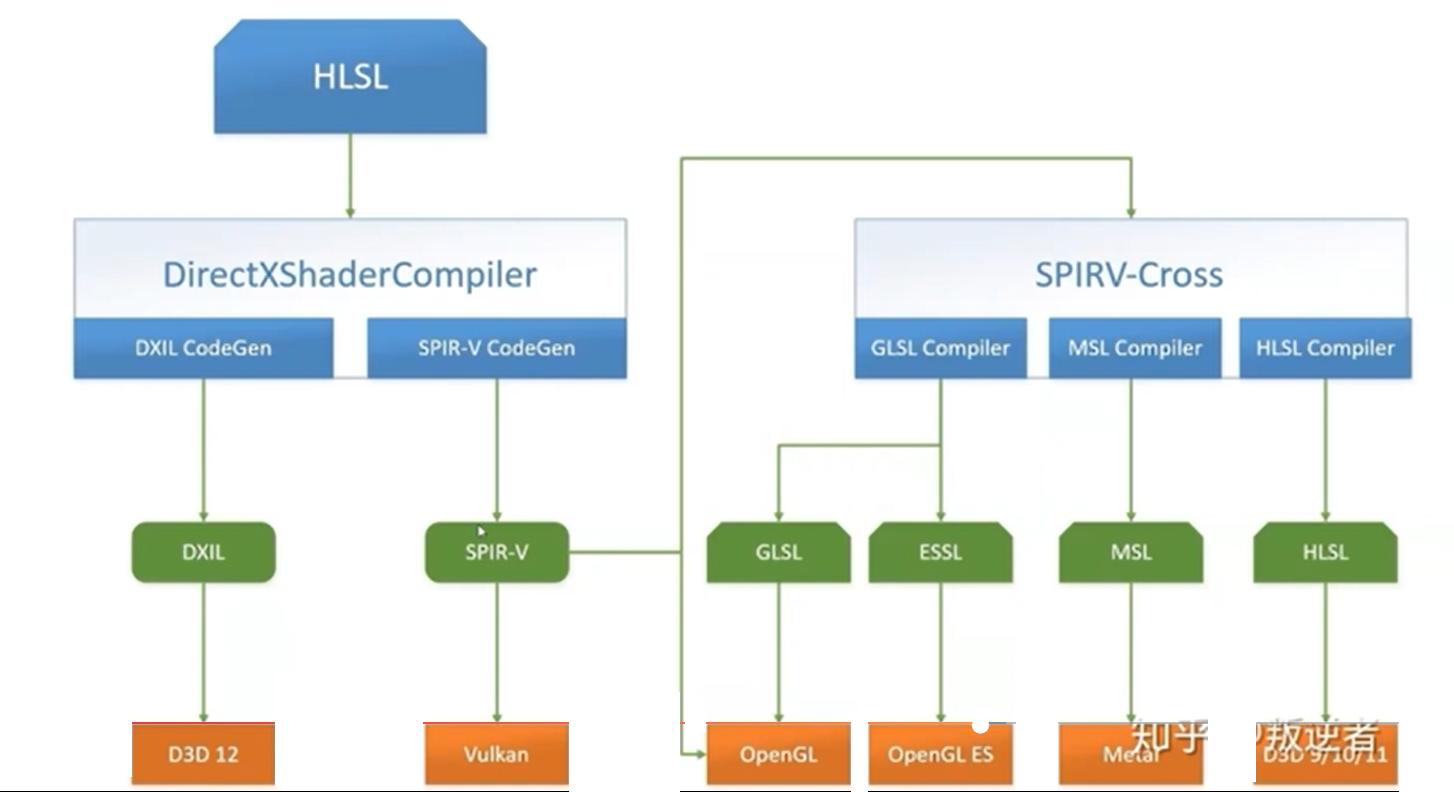 HLSL
DirectXShaderCompiler
SPIRV-Cross
DXIL CodeGen
SPIR-V CodeGen
GLSL Compiler
MSL Compiler
HLSL Compiler
DXIL
SPIR-V
GLSL
ESSL
MSL
HLSL
D3D 12
Vulkan
OpenGL
OpenGL ES
Metal
D3D 9/10/11
知乎 @叛逆者